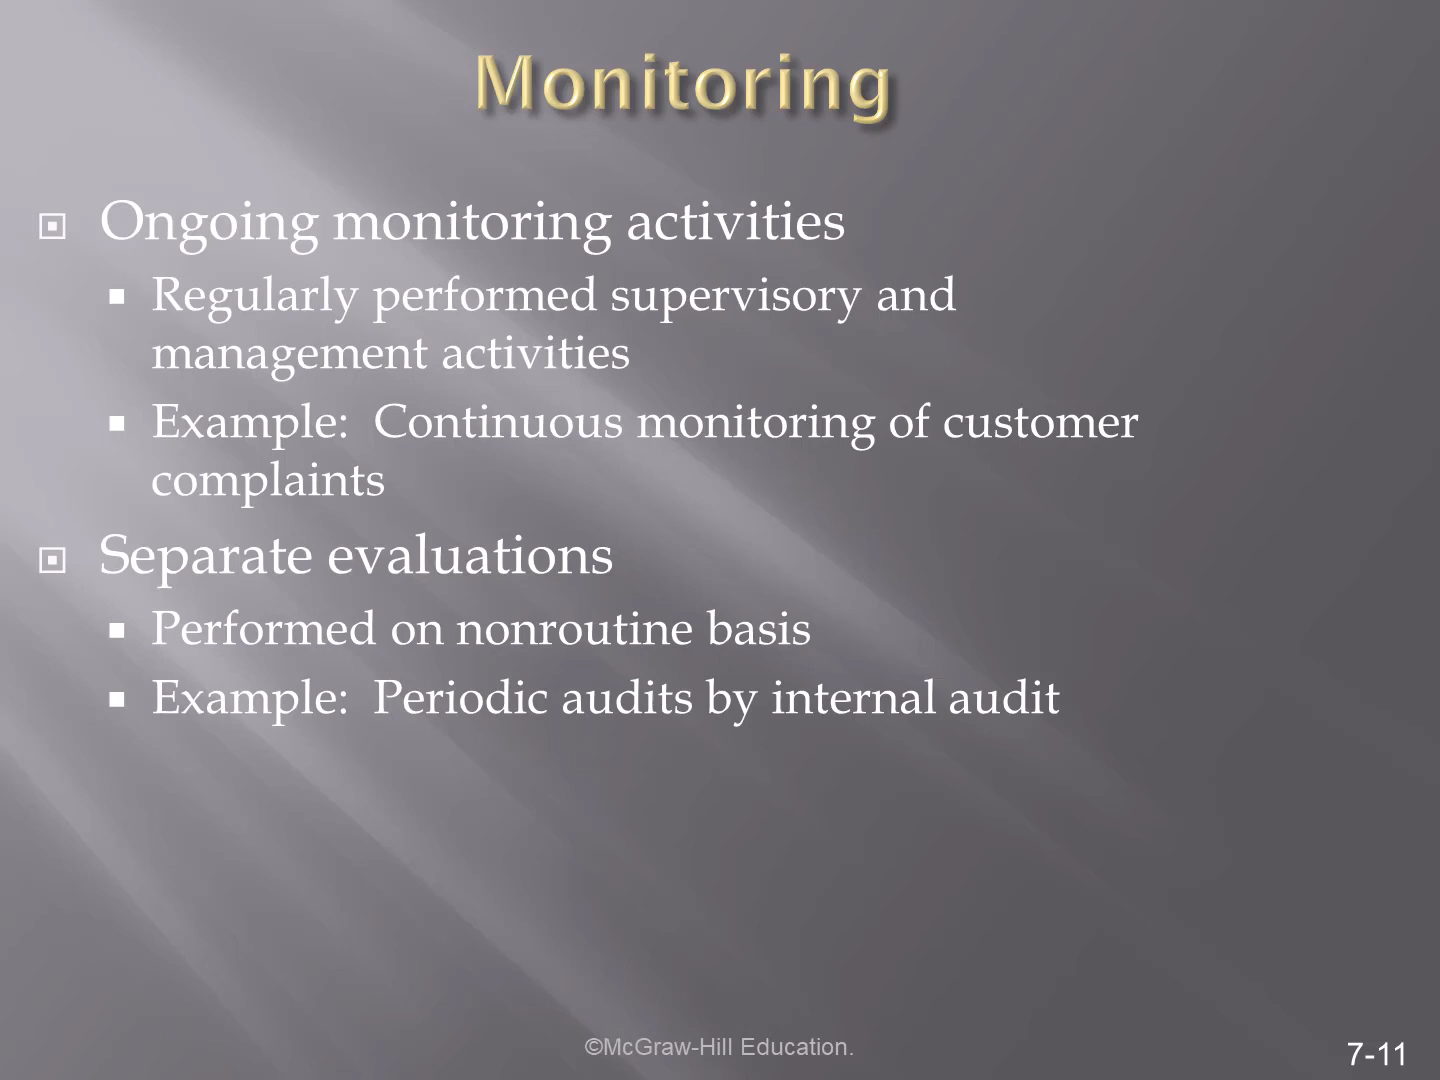 Monitoring
Ongoing monitoring activities
Regularly performed supervisory and
management activities
Example:  Continuous monitoring of customer
complaints
Separate evaluations
Performed on nonroutine basis
Example:  Periodic audits by internal audit
©McGraw-Hill Education.
7-11